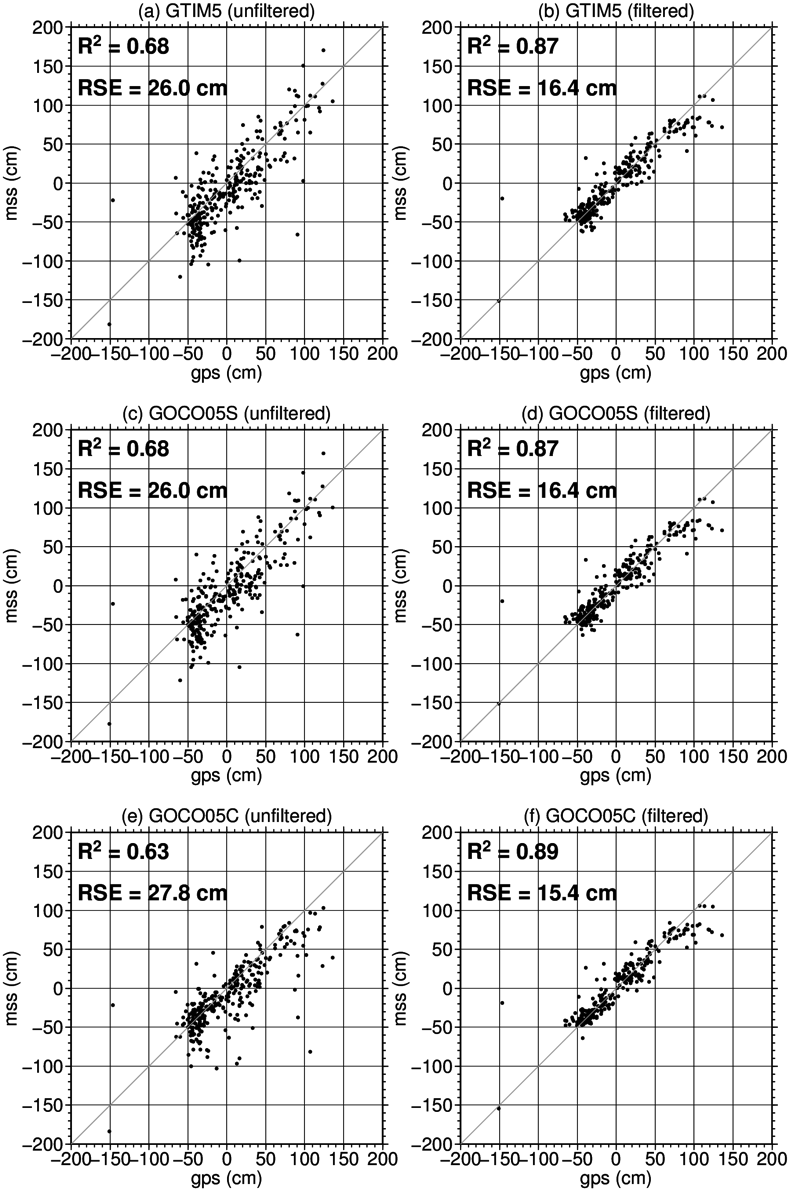 (a) GTIM5 (unfiltered)
R² = 0.68
RSE = 26.0 cm
200
150
100
50
0
−50
−100
−150
−200
mss (cm)
−200−150−100−50 0 50 100 150 200
gps (cm)
(b) GTIM5 (filtered)
R² = 0.87
RSE = 16.4 cm
200
150
100
50
0
−50
−100
−150
−200
mss (cm)
−200−150−100−50 0 50 100 150 200
gps (cm)
(c) GOCO05S (unfiltered)
R² = 0.68
RSE = 26.0 cm
200
150
100
50
0
−50
−100
−150
−200
mss (cm)
−200−150−100−50 0 50 100 150 200
gps (cm)
(d) GOCO05S (filtered)
R² = 0.87
RSE = 16.4 cm
200
150
100
50
0
−50
−100
−150
−200
mss (cm)
−200−150−100−50 0 50 100 150 200
gps (cm)
(e) GOCO05C (unfiltered)
R² = 0.63
RSE = 27.8 cm
200
150
100
50
0
−50
−100
−150
−200
mss (cm)
−200−150−100−50 0 50 100 150 200
gps (cm)
(f) GOCO05C (filtered)
R² = 0.89
RSE = 15.4 cm
200
150
100
50
0
−50
−100
−150
−200
mss (cm)
−200−150−100−50 0 50 100 150 200
gps (cm)